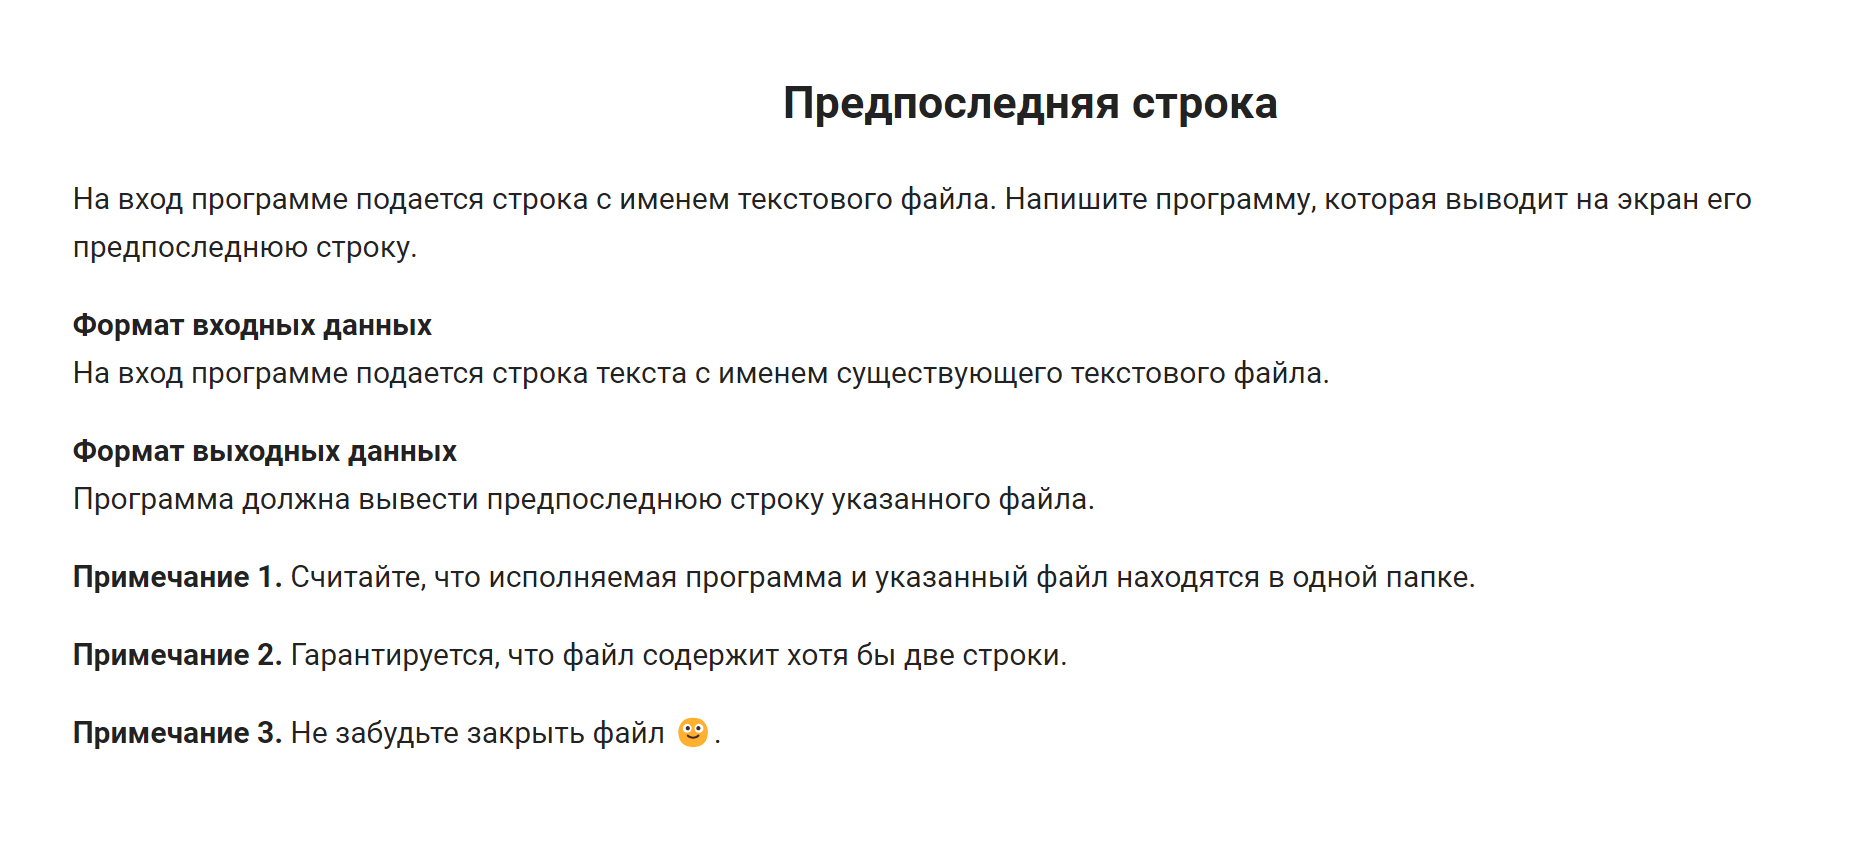 Предпоследняя строка
На вход программе подается строка с именем текстового файла. Напишите программу, которая выводит на экран его
предпоследнюю строку.
Формат входных данных
На вход программе подается строка текста с именем существующего текстового файла.
Формат выходных данных
Программа должна вывести предпоследнюю строку указанного файла.
Примечание 1. Считайте, что исполняемая программа и указанный файл находятся в одной папке.
Примечание 2. Гарантируется, что файл содержит хотя бы две строки.
Примечание 3. Не забудьте закрыть файл 🙂.